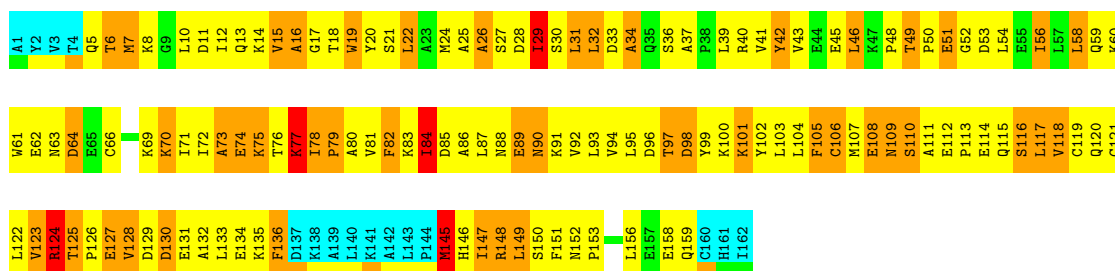 A1 Y2 V3 T4 Q5 T6 M7 K8 G9 L10 D11 I12 Q13 K14 V15 A16 G17 T18 W19 Y20 S21 L22 A23 M24 A25 A26 S27 D28 I29 S30 L31 L32 D33 A34 Q35 S36 A37 P38 L39 R40 V41 Y42 V43 E44 E45 L46 K47 P48 T49 P50 E51 G52 D53 L54 E55 I56 L57 L58 Q59 K60
W61 E62 N63 D64 E65 C66 K69 K70 I71 I72 A73 E74 K75 T76 K77 I78 P79 A80 V81 F82 K83 I84 D85 A86 L87 N88 E89 N90 K91 V92 L93 V94 L95 D96 T97 D98 Y99 K100 K101 Y102 L103 L104 F105 C106 M107 E108 N109 S110 A111 E112 P113 E114 Q115 S116 L117 V118 C119 Q120 C121
L122 V123 R124 T125 P126 E127 V128 D129 D130 E131 A132 L133 E134 K135 F136 D137 K138 A139 L140 K141 A142 L143 P144 M145 H146 I147 R148 L149 S150 F151 N152 P153 L156 E157 E158 Q159 C160 H161 I162